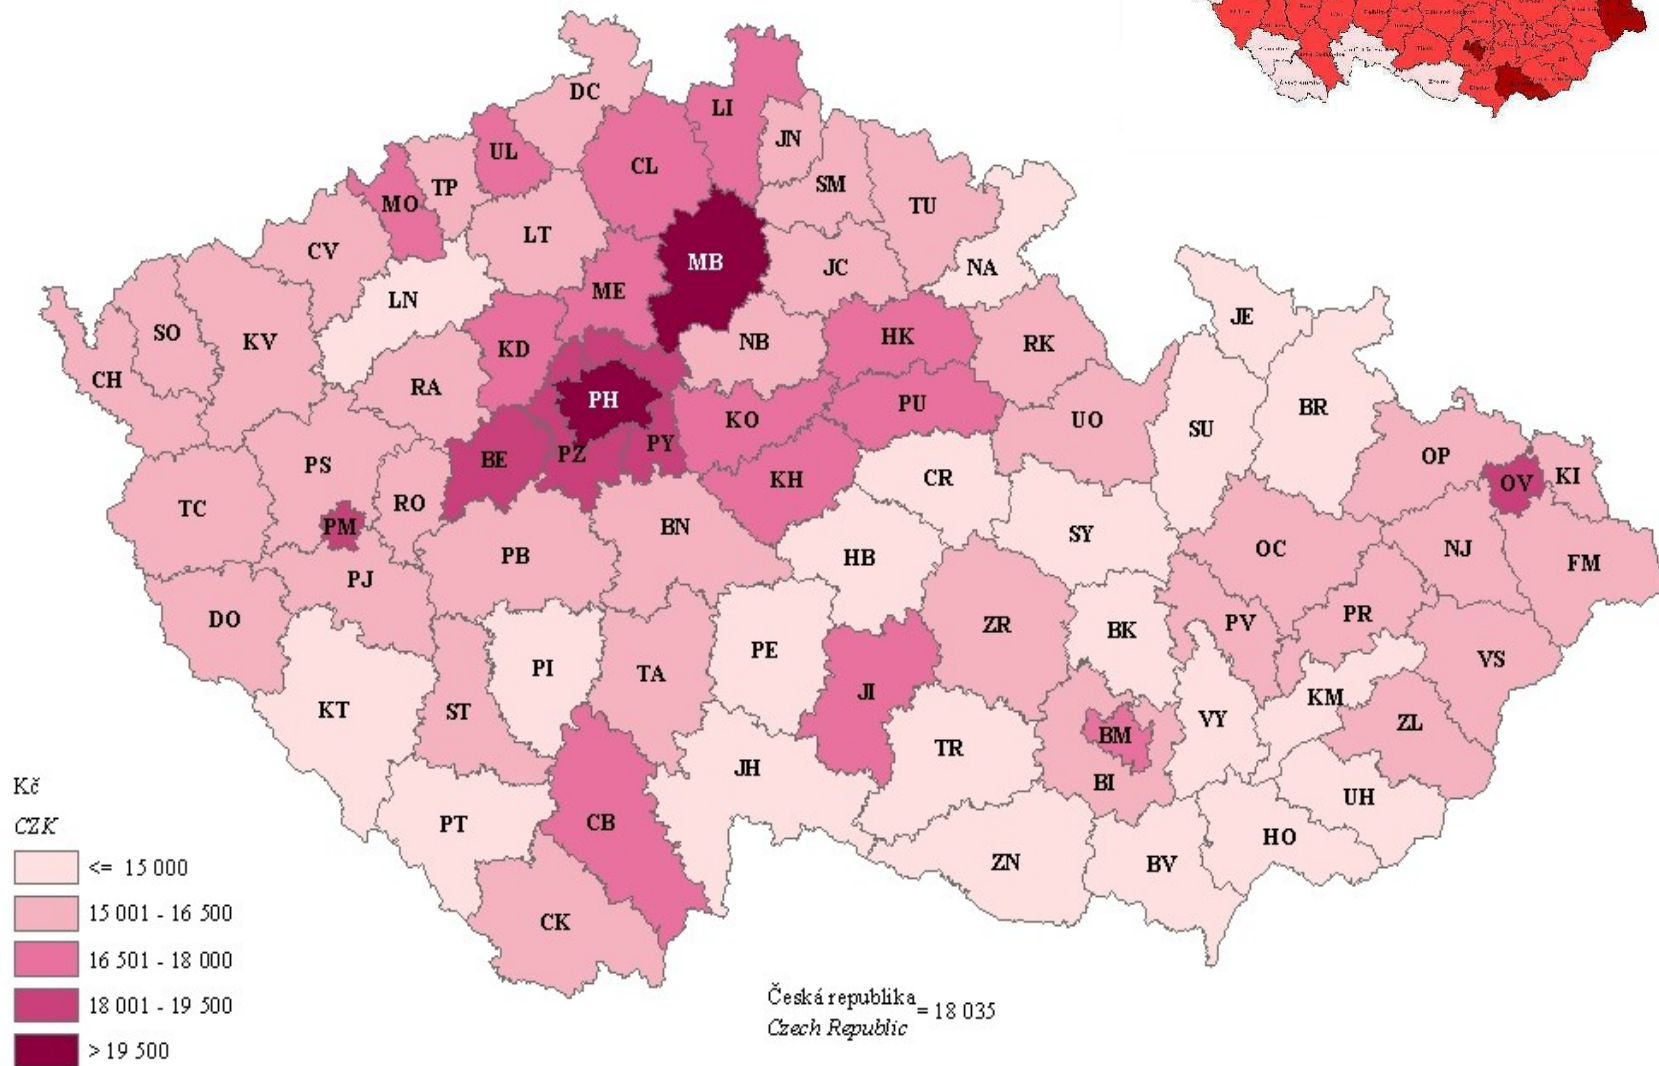 DC
LI
UL
JN
CL
SM
TP
MO
TU
LT
CV
MB
JC
NA
ME
LN
JE
SO
KV
KD
NB
HK
RK
CH
RA
PH
BR
KO
PU
UO
SU
PS
BE
PZ
PY
OP
KH
CR
OV
KI
TC
RO
PM
BN
SY
OC
NJ
PB
HB
FM
PJ
DO
ZR
BK
PV
PR
PI
TA
PE
VS
KT
ST
JI
KM
VY
ZL
BM
TR
JH
BI
Kč
CZK
PT
CB
UH
HO
<= 15 000
ZN
BV
15 001 - 16 500
CK
16 501 - 18 000
18 001 - 19 500
Česká republika = 18 035
Czech Republic
> 19 500